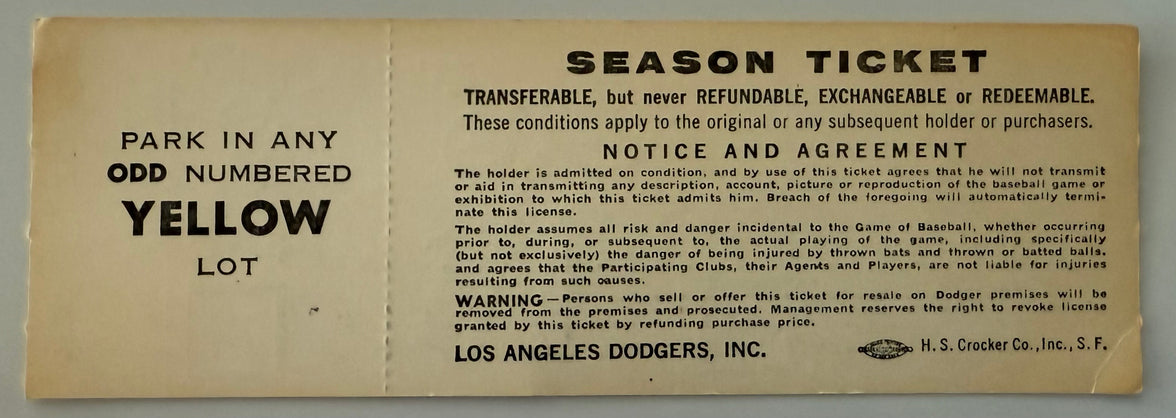 PARK IN ANY
ODD NUMBERED
YELLOW
LOT
SEASON TICKET
TRANSFERABLE, but never REFUNDABLE, EXCHANGEABLE or REDEEMABLE.
These conditions apply to the original or any subsequent holder or purchasers.
NOTICE AND AGREEMENT
The holder is admitted on condition, and by use of this ticket agrees that he will not transmit
or aid in transmitting any description, account, picture or reproduction of the baseball game or
exhibition to which this ticket admits him. Breach of the foregoing will automatically termi-
nate this license.
The holder assumes all risk and danger incidental to the Game of Baseball, whether occurring
prior to, during, or subsequent to, the actual playing of the game, including specifically
(but not exclusively) the danger of being injured by thrown bats and thrown or batted balls.
and agrees that the Participating Clubs, their Agents and Players, are not liable for injuries
resulting from such causes.
WARNING—Persons who sell or offer this ticket for resale on Dodger premises will be
removed from the premises and prosecuted. Management reserves the right to revoke license
granted by this ticket by refunding purchase price.
LOS ANGELES DODGERS, INC.
H. S. Crocker Co., Inc., S. F.